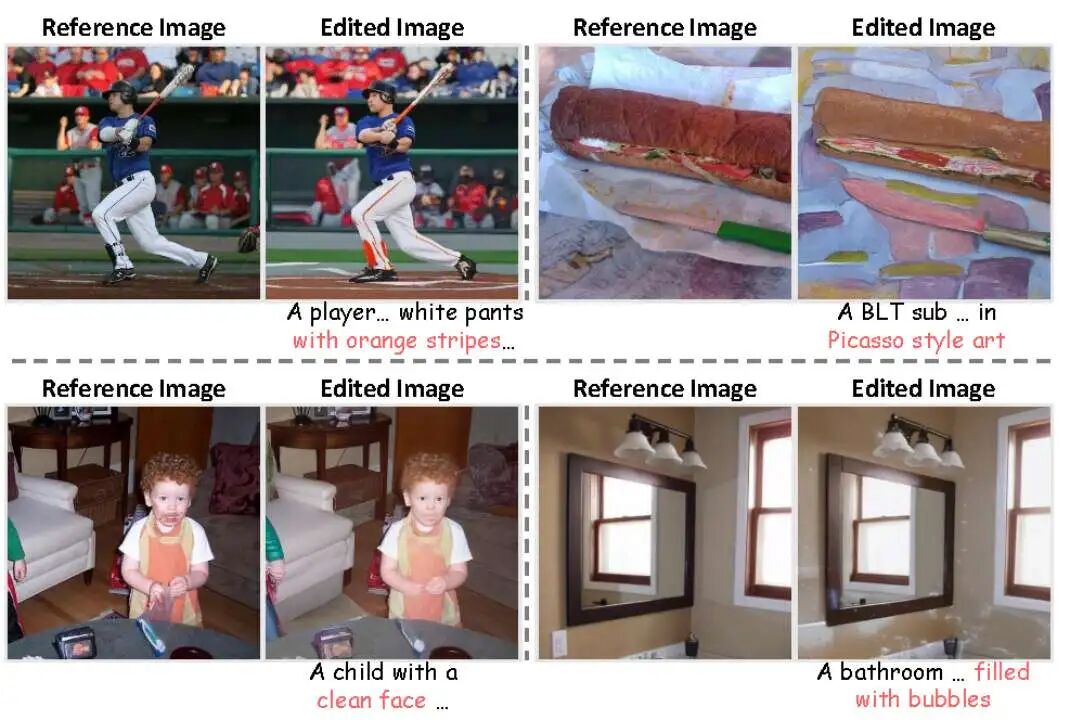 Reference Image
Edited Image
Reference Image
Edited Image
A player... white pants
with orange stripes...
A BLT sub ... in
Picasso style art
Reference Image
Edited Image
Reference Image
Edited Image
A child with a
clean face ...
A bathroom ... filled
with bubbles